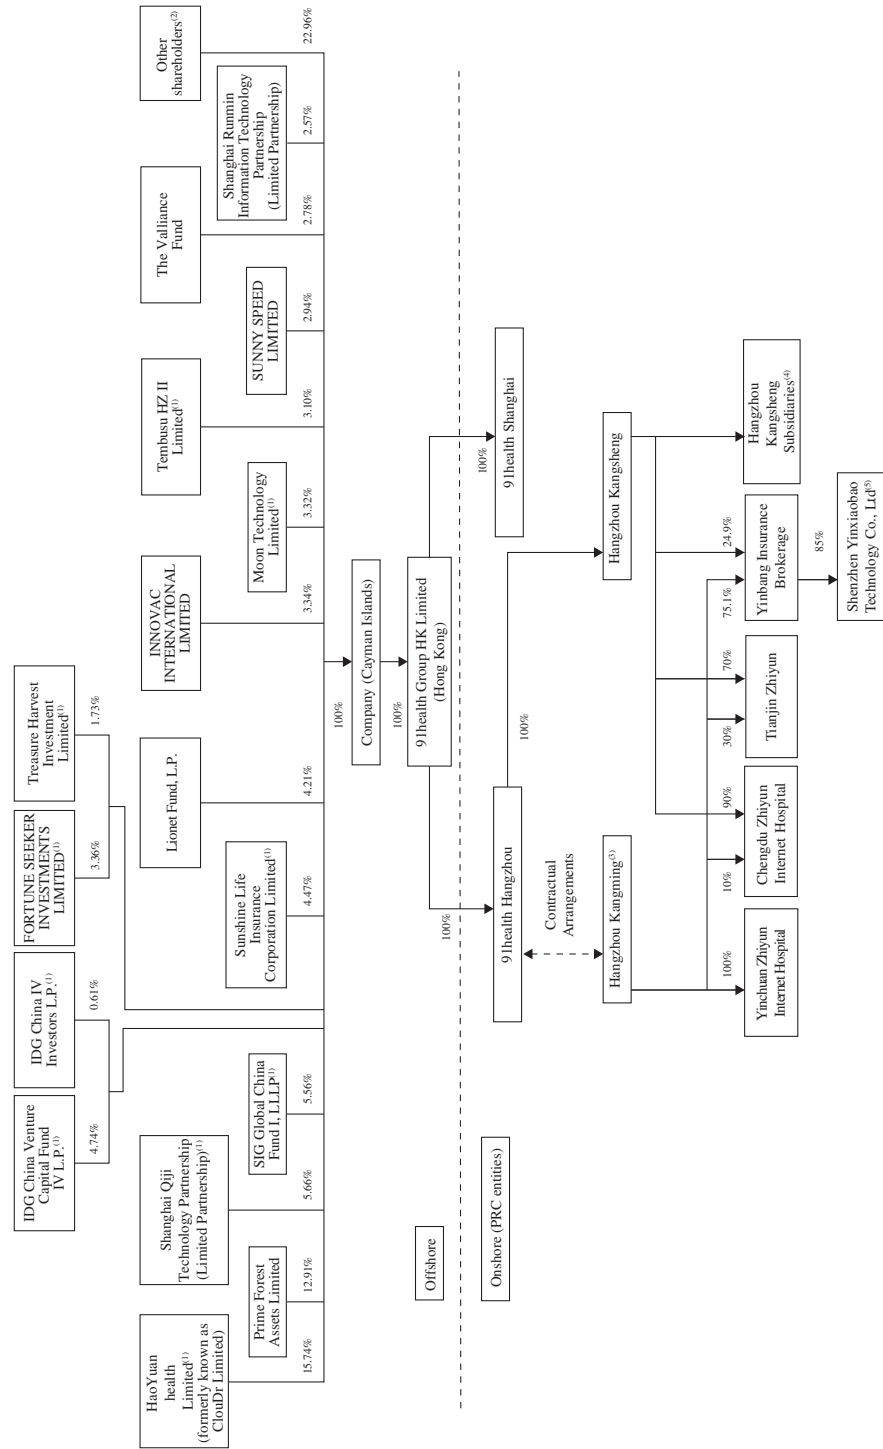 IDG China Venture
Capital Fund
IV L.P.(1)
IDG China IV
Investors L.P.(1)
FORTUNE SEEKER
INVESTMENTS
LIMITED(1)
Treasure Harvest
Investment
Limited(1)
4.74%
0.61%
3.36%
1.73%
HaoYuan
health
Limited(1)
(formerly known as
ClouDr Limited)
Shanghai Qiji
Technology Partnership
(Limited Partnership)(1)
Lionet Fund, L.P.
INNOVAC
INTERNATIONAL
LIMITED
Tembusu HZ II
Limited(1)
The Valliance
Fund
Other
shareholders(2)
Prime Forest
Assets Limited
SIG Global China
Fund I, LLLP(1)
Sunshine Life
Insurance
Corporation Limited(1)
Moon Technology
Limited(1)
SUNNY SPEED
LIMITED
Shanghai Runmin
Information Technology
Partnership
(Limited Partnership)
15.74%
12.91%
5.66%
5.56%
4.47%
4.21%
3.34%
3.32%
3.10%
2.94%
2.78%
2.57%
22.96%
100%
Company (Cayman Islands)
100%
91health Group HK Limited
(Hong Kong)
Offshore
Onshore (PRC entities)
100%
100%
91health Hangzhou
91health Shanghai
100%
Contractual
Arrangements
Hangzhou Kangming(3)
Hangzhou Kangsheng
100%
10%
90%
30%
70%
75.1%
24.9%
Yinchuan Zhiyun
Internet Hospital
Chengdu Zhiyun
Internet Hospital
Tianjin Zhiyun
Yinbang Insurance
Brokerage
Hangzhou
Kangsheng
Subsidiaries(4)
85%
Shenzhen Yinxiaobao
Technology Co., Ltd(5)